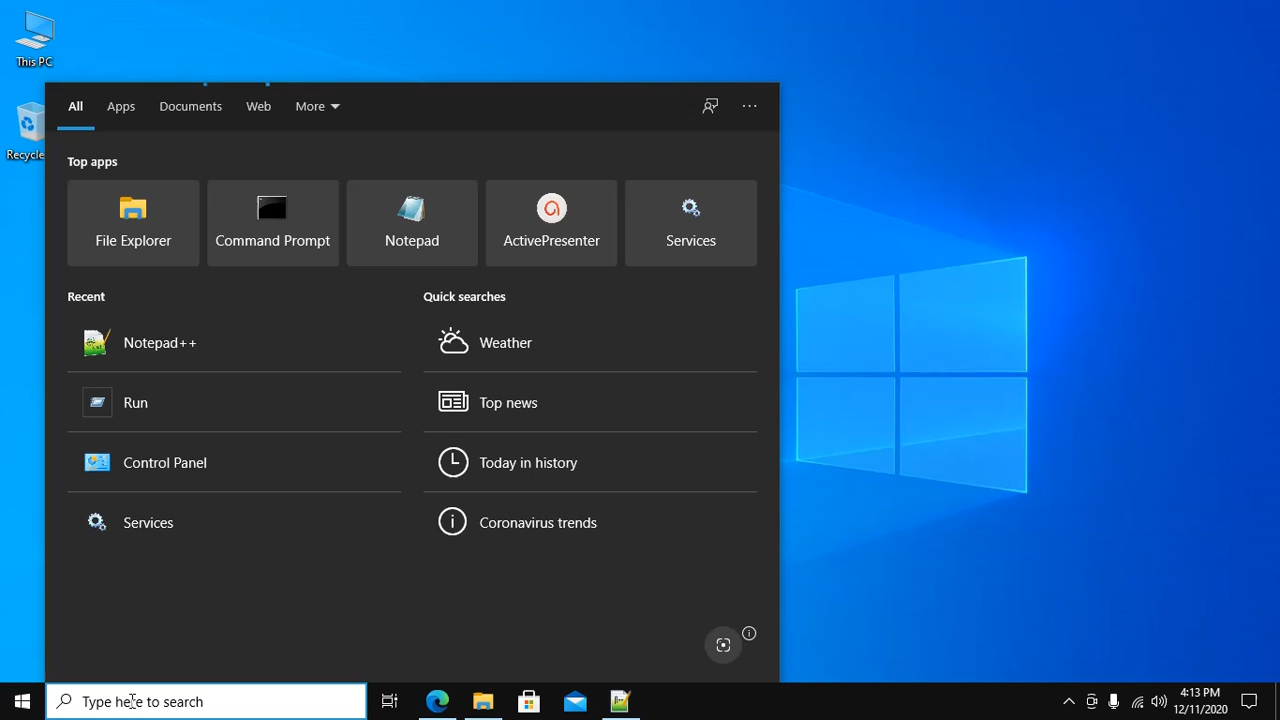 This PC
Recycle
All Apps Documents Web More
Top apps
File Explorer Command Prompt Notepad ActivePresenter Services
Recent Quick searches
Notepad++ Weather
Run Top news
Control Panel Today in history
Services Coronavirus trends
Type here to search
4:13 PM
12/11/2020